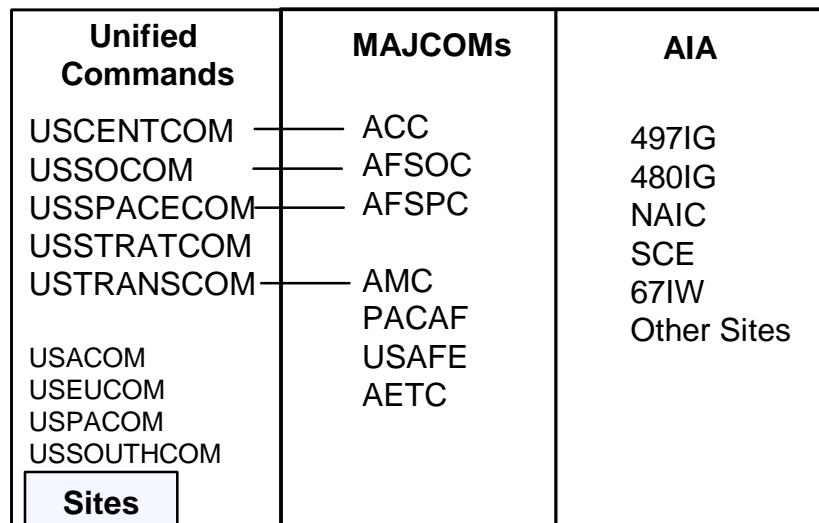 Unified
Commands
USCENTCOM
USSOCOM
USSPACECOM
USSTRATCOM
USTRANSCOM
USACOM
USEUCOM
USPACOM
USSOUTHCOM
Sites
MAJCOMs
ACC
AFSOC
AFSPC
AMC
PACAF
USAFE
AETC
AIA
497IG
480IG
NAIC
SCE
67IW
Other Sites